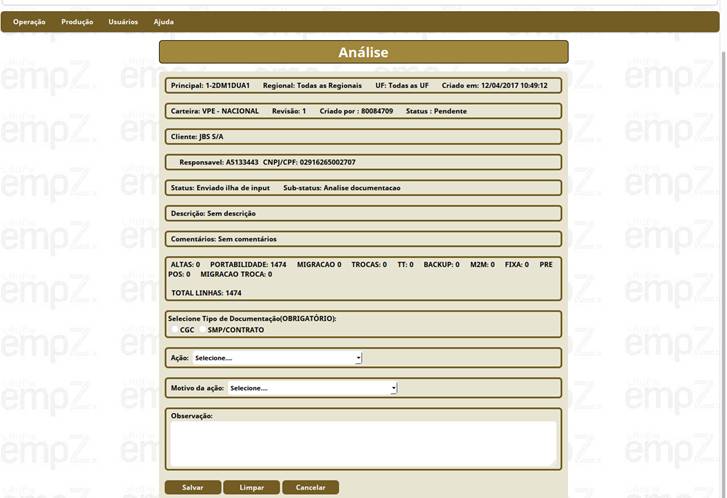 Operação Produção Usuários Ajuda
Análise
Principal: 1-2DM1DUA1 Regional: Todas as Regionais UF: Todas as UF Criado em: 12/04/2017 10:49:12
Carteira: VPE - NACIONAL Revisão: 1 Criado por : 80084709 Status : Pendente
Cliente: JBS S/A
Responsavel: A5133443 CNPJ/CPF: 02916265002707
Status: Enviado ilha de input Sub-status: Analise documentacao
Descrição: Sem descrição
Comentários: Sem comentários
ALTAS: 0 PORTABILIDADE: 1474 MIGRACAO 0 TROCAS: 0 TT: 0 BACKUP: 0 M2M: 0 FIXA: 0 PRE
POS: 0 MIGRACAO TROCA: 0
TOTAL LINHAS: 1474
Selecione Tipo de Documentação(OBRIGATÓRIO):
CGC SMP/CONTRATO
Ação: Selecione....
Motivo da ação: Selecione....
Observação:
Salvar Limpar Cancelar